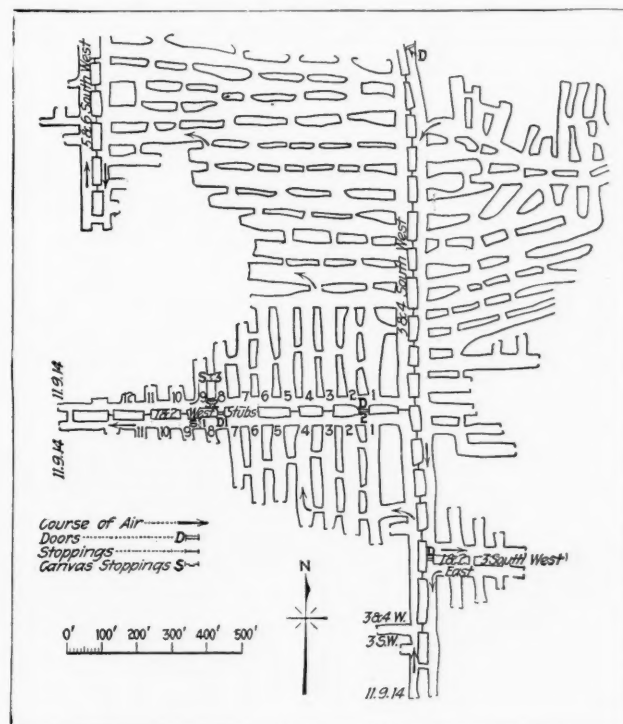 D
5 & 6 South West
3 & 4 South West
S 3
12 11 10 9 8 7 6 5 4 3 2 D 1
11.9.14
1 & 2 West Stubs
2
11.9.14
11 10 9 1 8 D1 7 6 5 4 3 2 1
Course of Air
Doors D
Stoppings
Canvas Stoppings S
N
D
1 & 2 3 South West
East
3 & 4 W.
3 S.W.
11.9.14
0' 100' 200' 300' 400' 500'